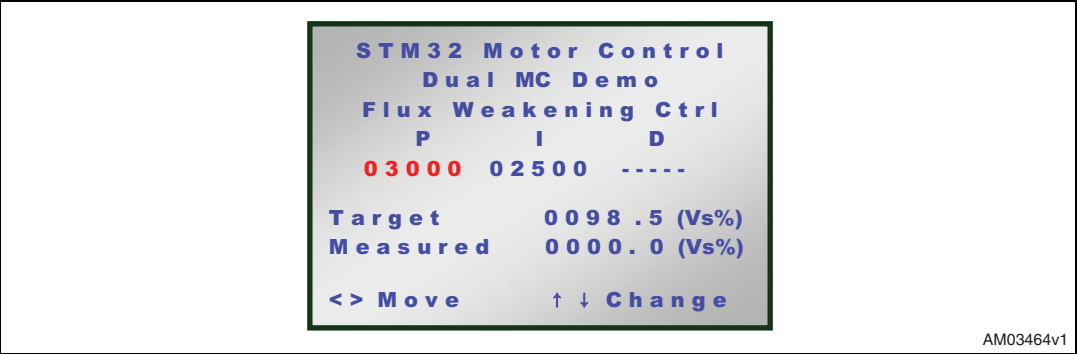 STM32 Motor Control
Dual MC Demo
Flux Weakening Ctrl
P I D
03000 02500 -----
Target 0098.5 (Vs%)
Measured 0000.0 (Vs%)
<> Move ↑ ↓ Change
AM03464v1